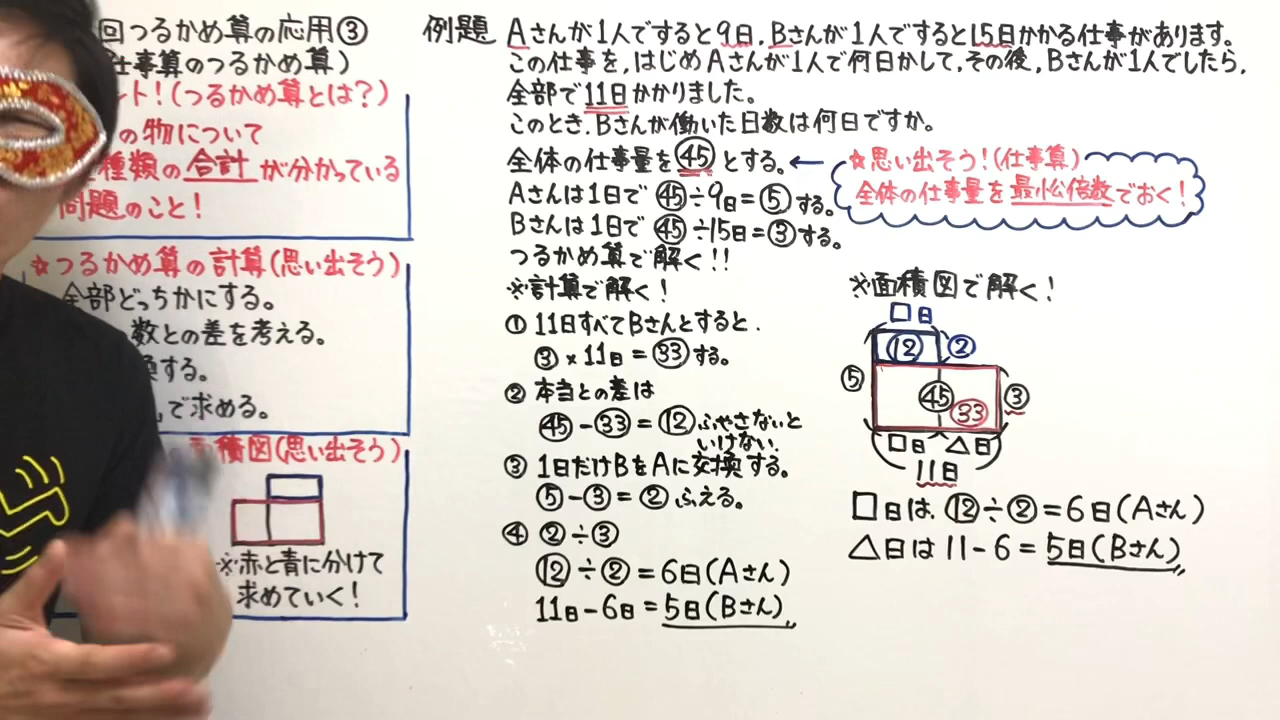 回つるかめ算の応用③
仕事算のつるかめ算)
ント!(つるかめ算とは?)
の物について
種類の合計が分かっている
問題のこと!
☆つるかめ算の計算(思い出そう)
全部どっちかにする。
数との差を考える。
換する。
で求める。
面積図(思い出そう)
※赤と青に分けて
求めていく!
例題 Aさんが1人ですると9日,Bさんが1人ですると15日かかる仕事があります。
この仕事を,はじめAさんが1人で何日かして,その後,Bさんが1人でしたら,
全部で11日かかりました。
このとき,Bさんが働いた日数は何日ですか。
全体の仕事量を㊺とする。←
☆思い出そう!(仕事算)
全体の仕事量を最小公倍数でおく!
Aさんは1日で ㊺÷9日=⑤する。
Bさんは1日で ㊺÷15日=③する。
つるかめ算で解く!!
※計算で解く!
① 11日すべてBさんとすると,
③×11日=㉝する。
② 本当との差は
㊺-㉝=⑫ふやさないと
いけない。
③ 1日だけBをAに交換する。
⑤-③=②ふえる。
④ ②÷③
⑫÷②=6日(Aさん)
11日-6日=5日(Bさん)
※面積図で解く!
□日
⑫ ②
⑤ ㊺ ㉝ ③
□日 △日
11日
□日は,⑫÷②=6日(Aさん)
△日は 11-6=5日(Bさん)